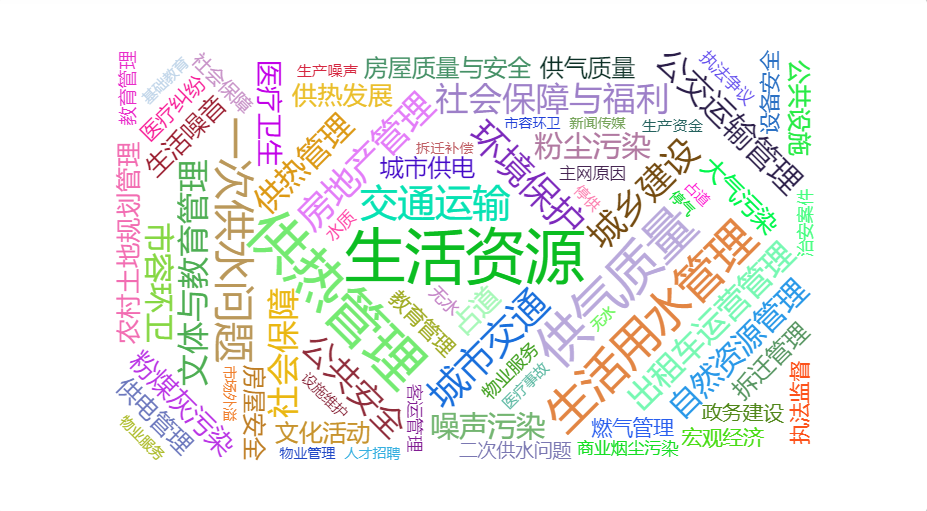 教育管理
基础教育
社会保障
医疗纠纷
生活噪音
医疗卫生
生产噪声
房屋质量与安全
供气质量
公交运输管理
执法争议
设备安全
公共设施
供热发展
社会保障与福利
市容环卫
新闻传媒
生产资金
拆迁补偿
粉尘污染
城市供电
主网原因
一次供水问题
供热管理
房地产管理
环境保护
城乡建设
大气污染
停供
占道
停气
水质
交通运输
农村土地规划管理
文体与教育管理
市容环卫
治安案件
生活资源
供热管理
供气质量
生活用水管理
出租车运营管理
自然资源管理
社会保障
教育管理
无水
占道
城市交通
无水
公共安全
物业服务
医疗事故
设施维护
拆迁管理
执法监督
粉煤灰污染
供电管理
物业服务
市场外溢
房屋安全
文化活动
客运管理
噪声污染
燃气管理
政务建设
宏观经济
物业管理
人才招聘
二次供水问题
商业烟尘污染